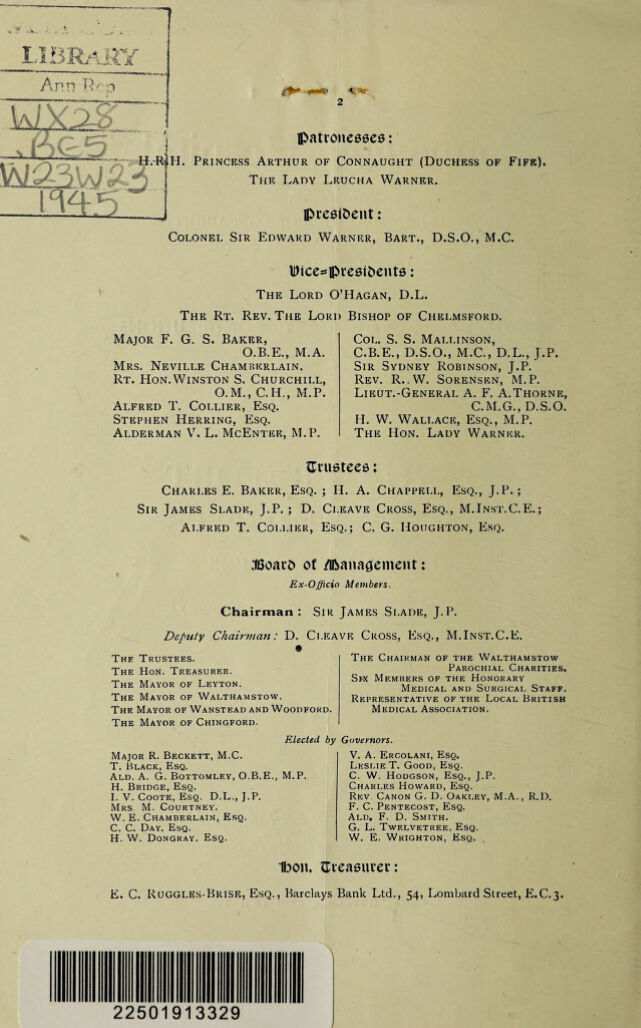 LIBRARY
Ann Rep
WX28
.BE5
W23W23
1945
2
Patronesses:
H.R.H. PRINCESS ARTHUR OF CONNAUGHT (DUCHESS OF FIFE).
THE LADY LEUCHA WARNER.
President:
COLONEL SIR EDWARD WARNER, BART., D.S.O., M.C.
Vice=Presidents:
THE LORD O'HAGAN, D.L.
THE RT. REV. THE LORD BISHOP OF CHELMSFORD.
MAJOR F. G. S. BAKER,
O.B.E., M.A.
MRS. NEVILLE CHAMBERLAIN.
RT. HON. WINSTON S. CHURCHILL,
O.M., C.H., M.P.
ALFRED T. COLLIER, ESQ.
STEPHEN HERRING, ESQ.
ALDERMAN V. L. MCENTEE, M.P.
COL. S. S. MALLINSON,
C.B.E., D.S.O., M.C., D.L., J.P.
SIR SYDNEY ROBINSON, J.P.
REV. R. W. SORENSEN, M.P.
LIEUT.-GENERAL A. F. A. THORNE,
C.M.G., D.S.O.
H. W. WALLACE, ESQ., M.P.
THE HON. LADY WARNER.
Trustees:
CHARLES E. BAKER, ESQ.; H. A. CHAPPELL, ESQ., J.P.;
SIR JAMES SLADE, J.P.; D. CLEAVE CROSS, ESQ., M.INST.C.E.;
ALFRED T. COLLIER, ESQ.; C. G. HOUGHTON, ESQ.
Board of Management:
Ex-Officio Members.
Chairman: SIR JAMES SLADE, J.P.
Deputy Chairman: D. CLEAVE CROSS, ESQ., M.INST.C.E.
THE TRUSTEES.
THE HON. TREASURER.
THE MAYOR OF LEYTON.
THE MAYOR OF WALTHAMSTOW.
THE MAYOR OF WANSTEAD AND WOODFORD.
THE MAYOR OF CHINGFORD.
THE CHAIRMAN OF THE WALTHAMSTOW
PAROCHIAL CHARITIES.
SIX MEMBERS OF THE HONORARY
MEDICAL AND SURGICAL STAFF.
REPRESENTATIVE OF THE LOCAL BRITISH
MEDICAL ASSOCIATION.
Elected by Governors.
MAJOR R. BECKETT, M.C.
T. BLACK, ESQ.
ALD. A. G. BOTTOMLEY, O.B.E., M.P.
H. BRIDGE, ESQ.
I. V. COOTE, ESQ. D.L., J.P.
MRS M. COURTNEY.
W. E. CHAMBERLAIN, ESQ.
C. C. DAY, ESQ.
H. W. DONGRAY, ESQ.
V. A. ERCOLANI, ESQ.
LESLIE T. GOOD, ESQ.
C. W. HODGSON, ESQ., J.P.
CHARLES HOWARD, ESQ.
REV. CANON G. D. OAKLEY, M.A., R.D.
F. C. PENTECOST, ESQ.
ALD. F. D. SMITH.
G. L. TWELVETREE, ESQ.
W. E. WRIGHTON, ESQ.
Hon. Treasurer:
E. C. RUGGLES-BRISE, ESQ., Barclays Bank Ltd., 54, Lombard Street, E.C.3.
22501913329